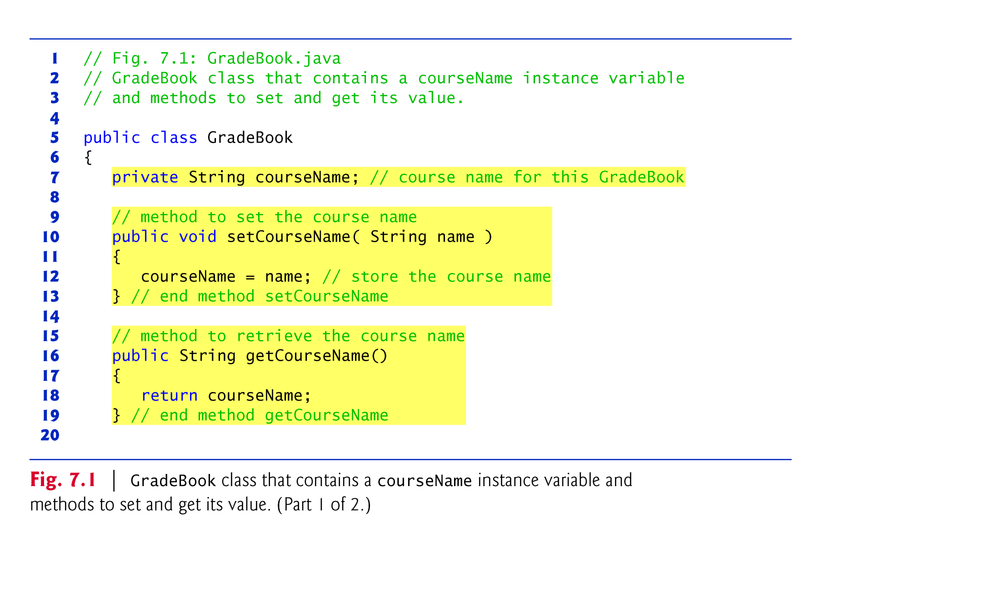 1 // Fig. 7.1: GradeBook.java
2 // GradeBook class that contains a courseName instance variable
3 // and methods to set and get its value.
4
5 public class GradeBook
6 {
7 private String courseName; // course name for this GradeBook
8
9 // method to set the course name
10 public void setCourseName( String name )
11 {
12 courseName = name; // store the course name
13 } // end method setCourseName
14
15 // method to retrieve the course name
16 public String getCourseName()
17 {
18 return courseName;
19 } // end method getCourseName
20
Fig. 7.1 | GradeBook class that contains a courseName instance variable and
methods to set and get its value. (Part 1 of 2.)